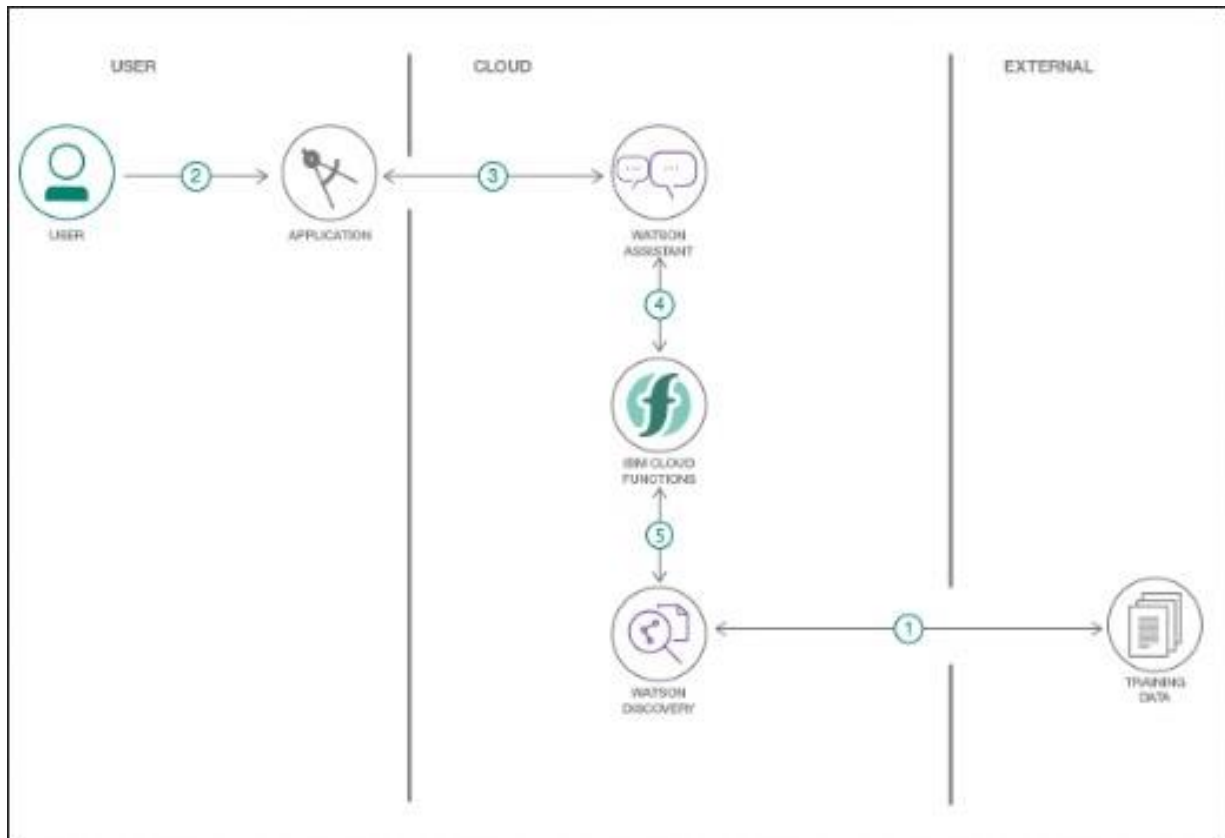 USER
CLOUD
EXTERNAL
2
3
USER
APPLICATION
WATSON
ASSISTANT
4
IBM CLOUD
FUNCTIONS
5
1
WATSON
DISCOVERY
TRAINING
DATA